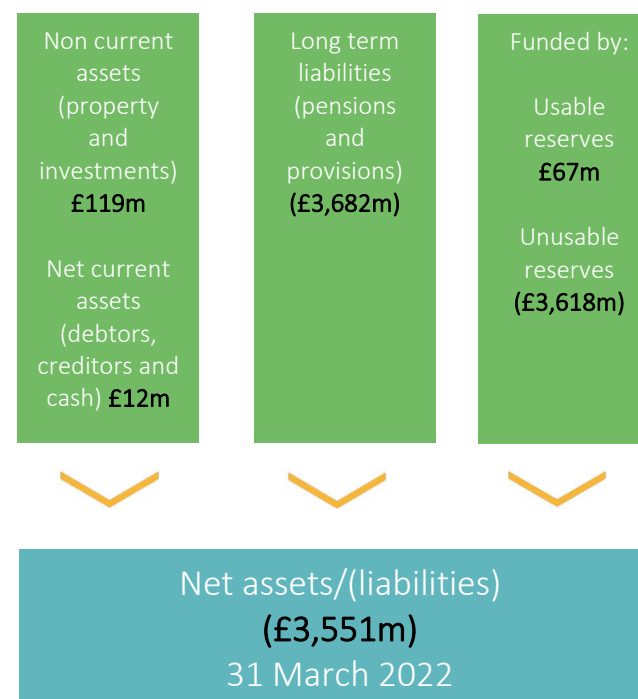 Non current
assets
(property
and
investments)
£119m
Net current
assets
(debtors,
creditors and
cash) £12m
Long term
liabilities
(pensions
and
provisions)
(£3,682m)
Funded by:
Usable
reserves
£67m
Unusable
reserves
(£3,618m)
Net assets/(liabilities)
(£3,551m)
31 March 2022